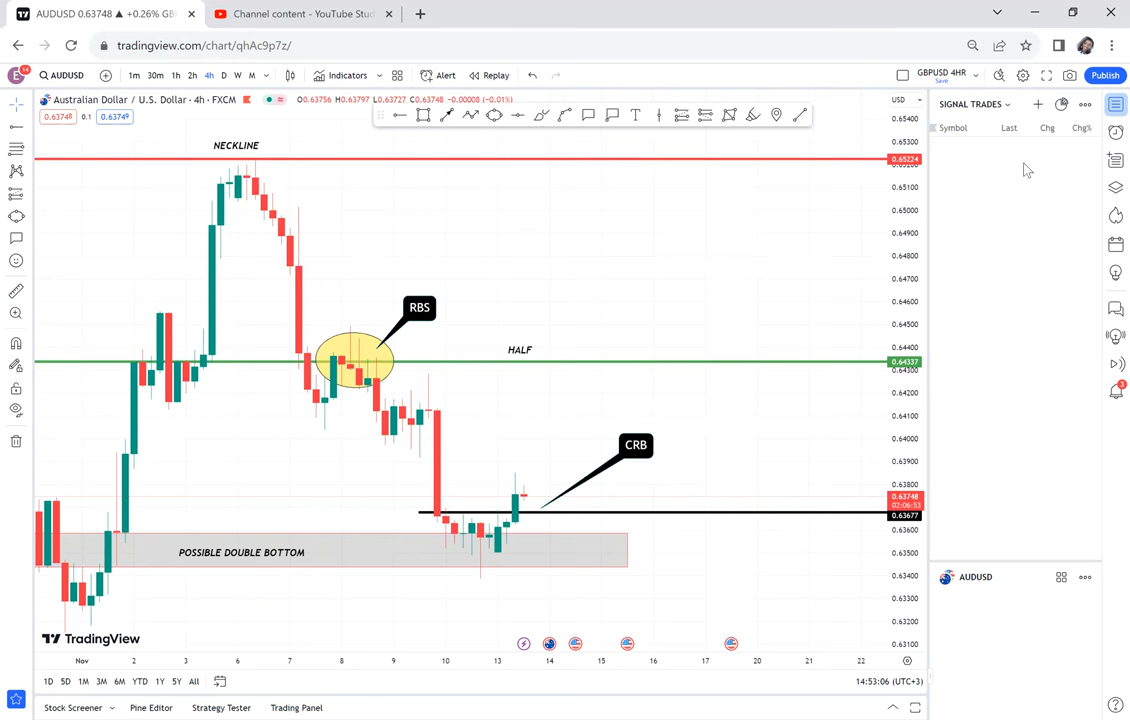 AUDUSD 0.63748 ▲ +0.26% GB
Channel content - YouTube Stud
tradingview.com/chart/qhAc9p7z/
E 14
AUDUSD
1m 30m 1h 2h 4h D W M
Indicators
Alert
Replay
GBPUSD 4HR
Save
Publish
Australian Dollar / U.S. Dollar · 4h · FXCM
O0.63756 H0.63797 L0.63727 C0.63748 -0.00008 (-0.01%)
0.63748 0.1 0.63749
USD
SIGNAL TRADES
Symbol Last Chg Chg%
NECKLINE
RBS
HALF
CRB
POSSIBLE DOUBLE BOTTOM
0.65400
0.65300
0.65224
0.65100
0.65000
0.64900
0.64800
0.64700
0.64600
0.64500
0.64400
0.64337
0.64300
0.64200
0.64100
0.64000
0.63900
0.63800
0.63748
02:06:53
0.63677
0.63600
0.63500
0.63400
0.63300
0.63200
0.63100
AUDUSD
3
TradingView
Nov 2 3 6 7 8 9 10 13 14 15 16 17 20 21 22
1D 5D 1M 3M 6M YTD 1Y 5Y All
14:53:06 (UTC+3)
Stock Screener Pine Editor Strategy Tester Trading Panel